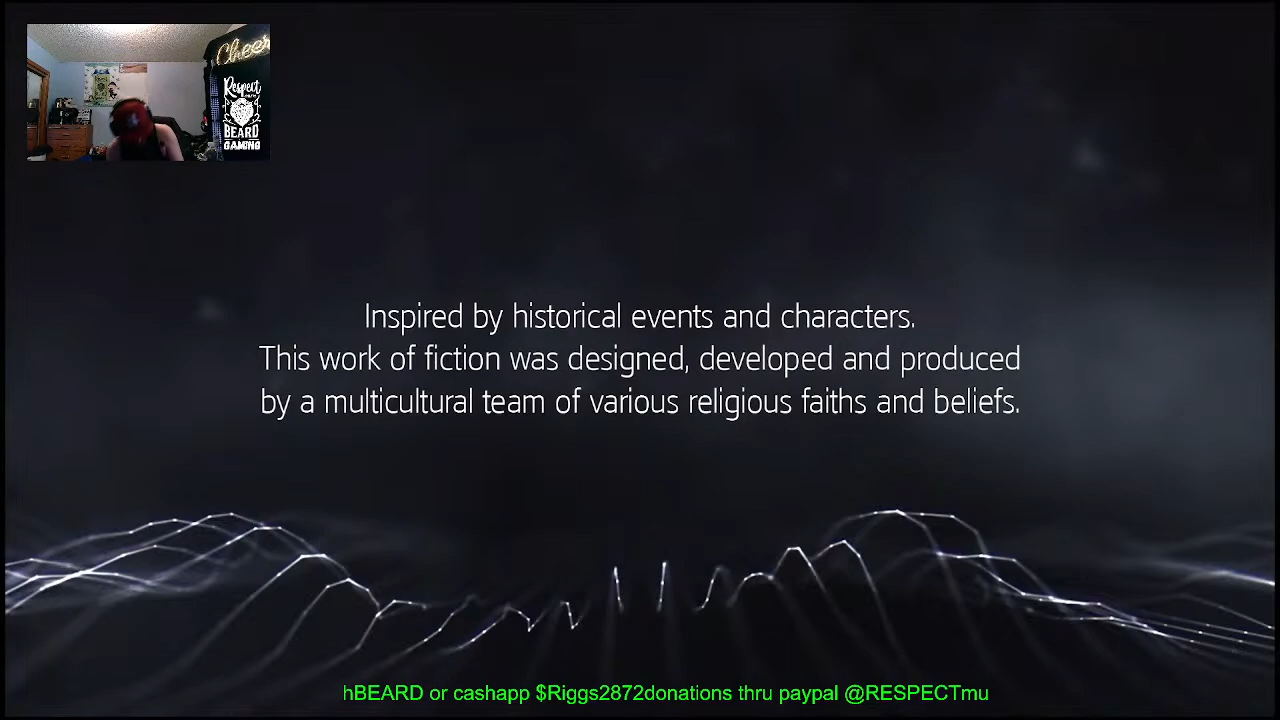 Cheers
Respect
BEARD
GAMING
Inspired by historical events and characters.
This work of fiction was designed, developed and produced
by a multicultural team of various religious faiths and beliefs.
hBEARD or cashapp $Riggs2872donations thru paypal @RESPECTmu